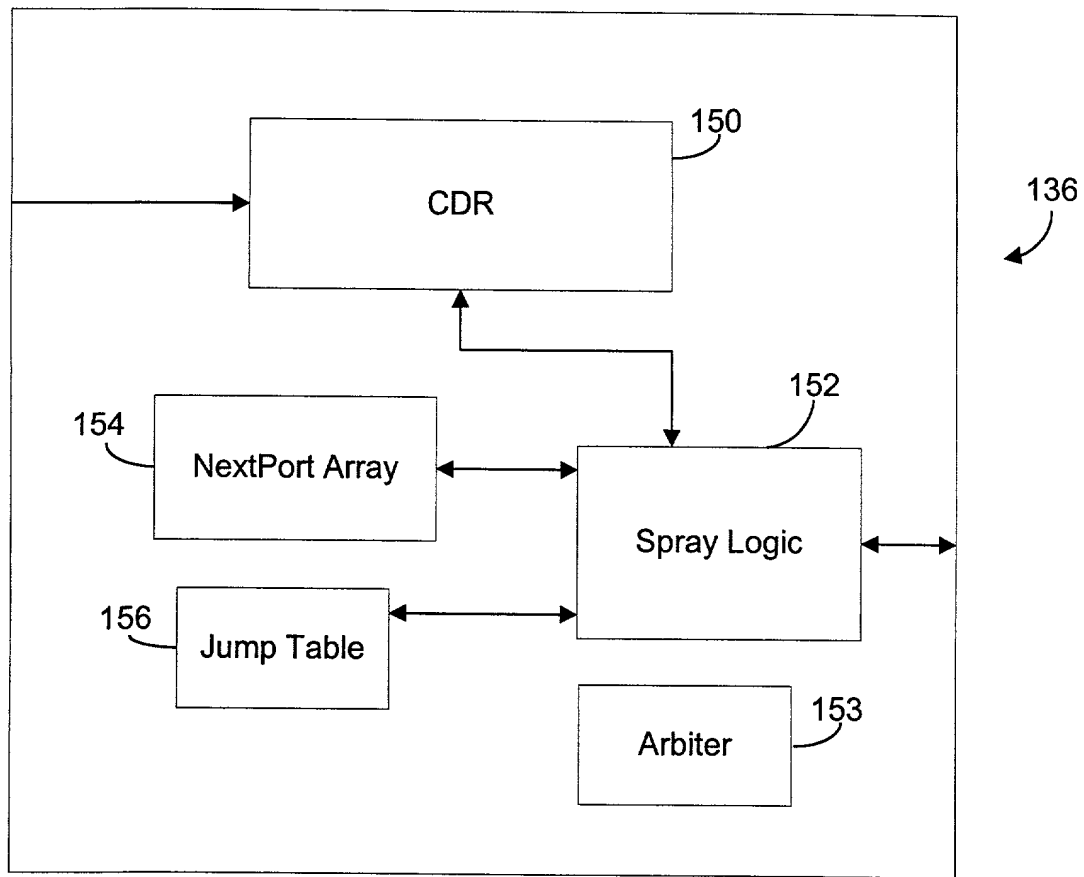 150
CDR
136
152
154
NextPort Array
Spray Logic
156
Jump Table
153
Arbiter